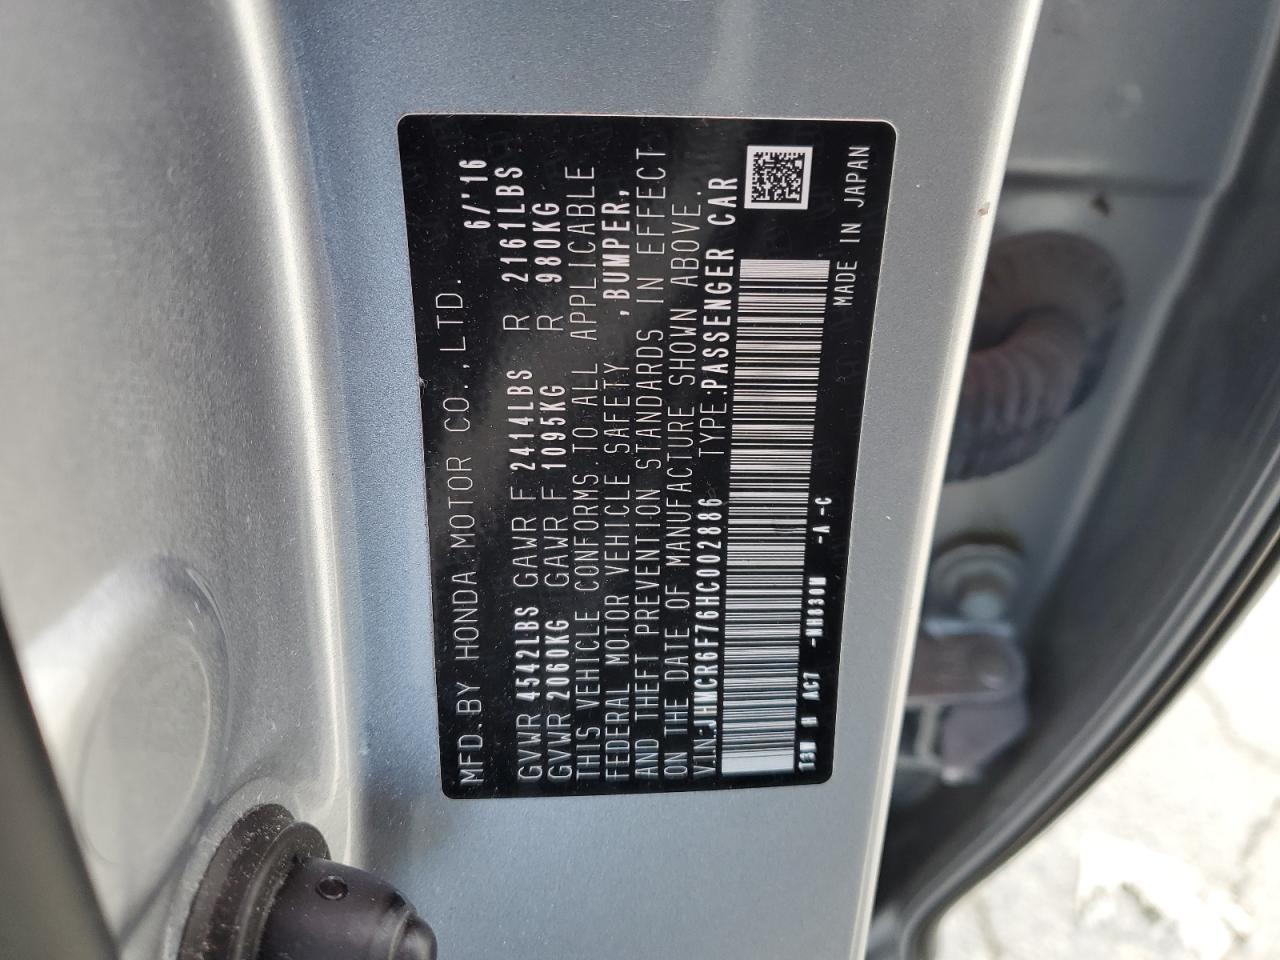 MFD. BY HONDA MOTOR CO., LTD. 6/'16
GVWR 4542LBS GAWR F 2414LBS R 2161LBS
GVWR 2060KG GAWR F 1095KG R 980KG
THIS VEHICLE CONFORMS TO ALL APPLICABLE
FEDERAL MOTOR VEHICLE SAFETY ,BUMPER,
AND THEFT PREVENTION STANDARDS IN EFFECT
ON THE DATE OF MANUFACTURE SHOWN ABOVE.
V.I.N.:JHMCR6F76HC002886 TYPE:PASSENGER CAR
T3W H AC7 -NH830M -A -C
MADE IN JAPAN